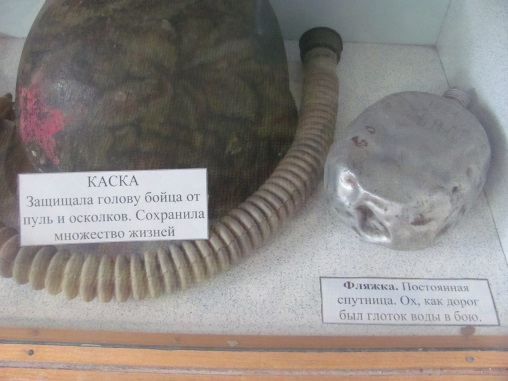 КАСКА
Защищала голову бойца от
пуль и осколков. Сохранила
множество жизней
Фляжка. Постоянная
спутница. Ох, как дорог
был глоток воды в бою.